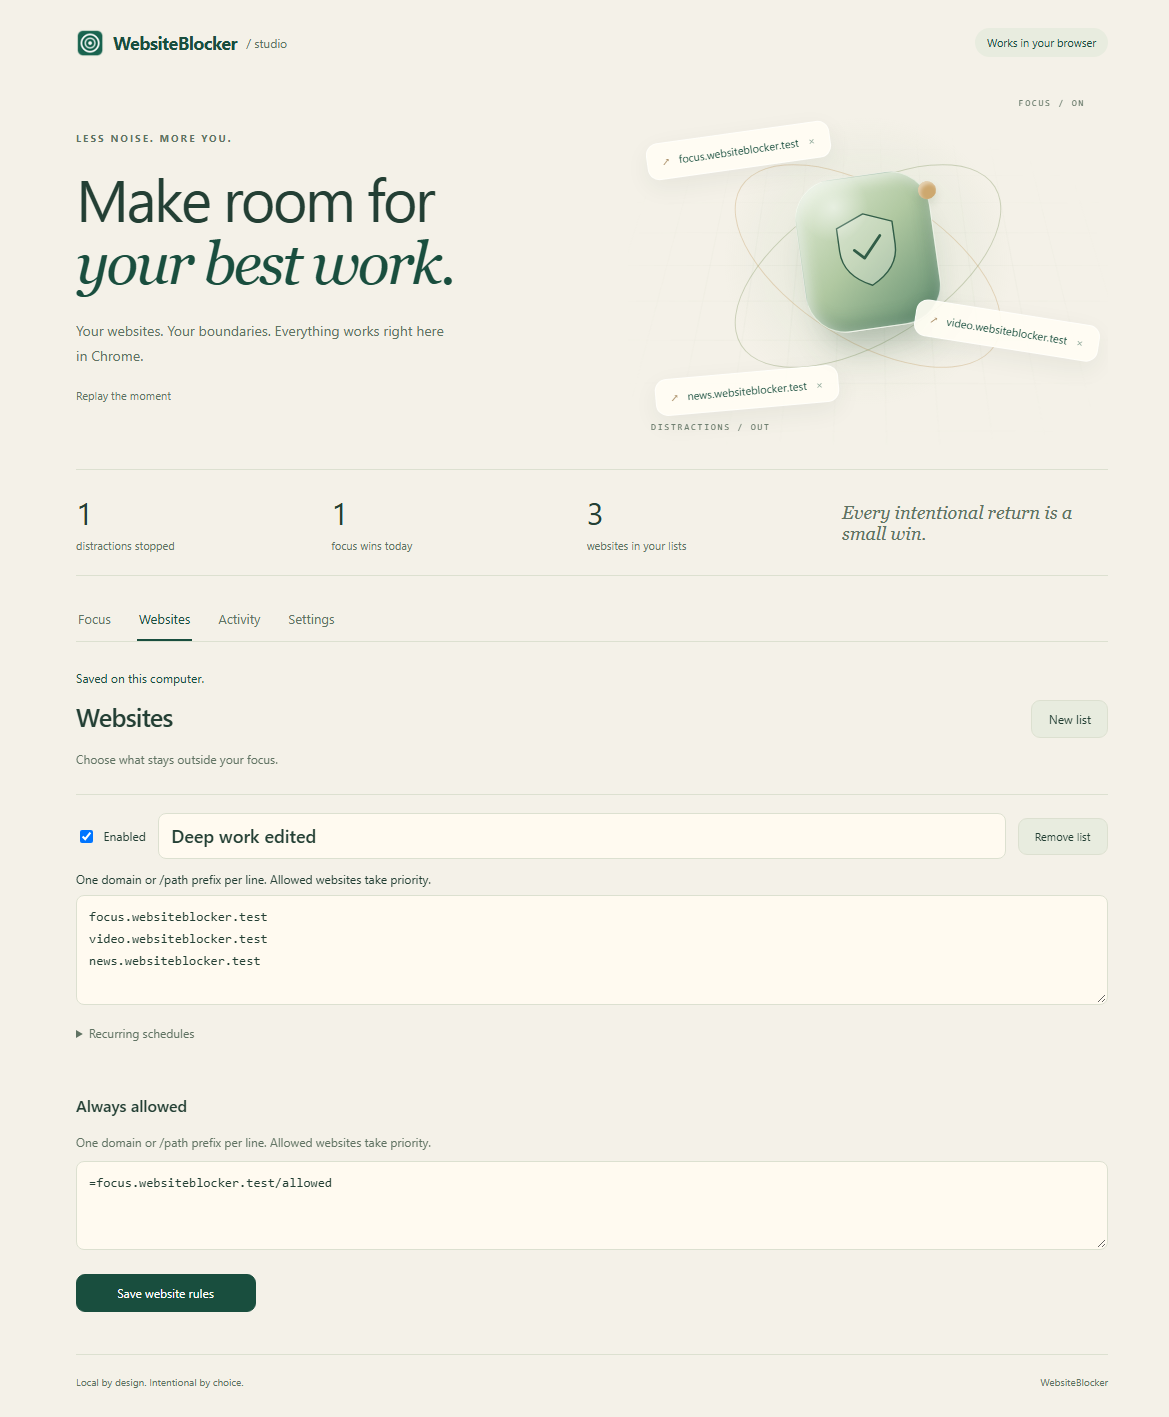 WebsiteBlocker / studio
Works in your browser
FOCUS / ON
LESS NOISE. MORE YOU.
Make room for
your best work.
Your websites. Your boundaries. Everything works right here
in Chrome.
Replay the moment
↗ focus.websiteblocker.test ×
↗ video.websiteblocker.test ×
↗ news.websiteblocker.test ×
DISTRACTIONS / OUT
1
distractions stopped
1
focus wins today
3
websites in your lists
Every intentional return is a
small win.
Focus Websites Activity Settings
Saved on this computer.
Websites
New list
Choose what stays outside your focus.
Enabled
Deep work edited
Remove list
One domain or /path prefix per line. Allowed websites take priority.
focus.websiteblocker.test
video.websiteblocker.test
news.websiteblocker.test
Recurring schedules
Always allowed
One domain or /path prefix per line. Allowed websites take priority.
=focus.websiteblocker.test/allowed
Save website rules
Local by design. Intentional by choice.
WebsiteBlocker